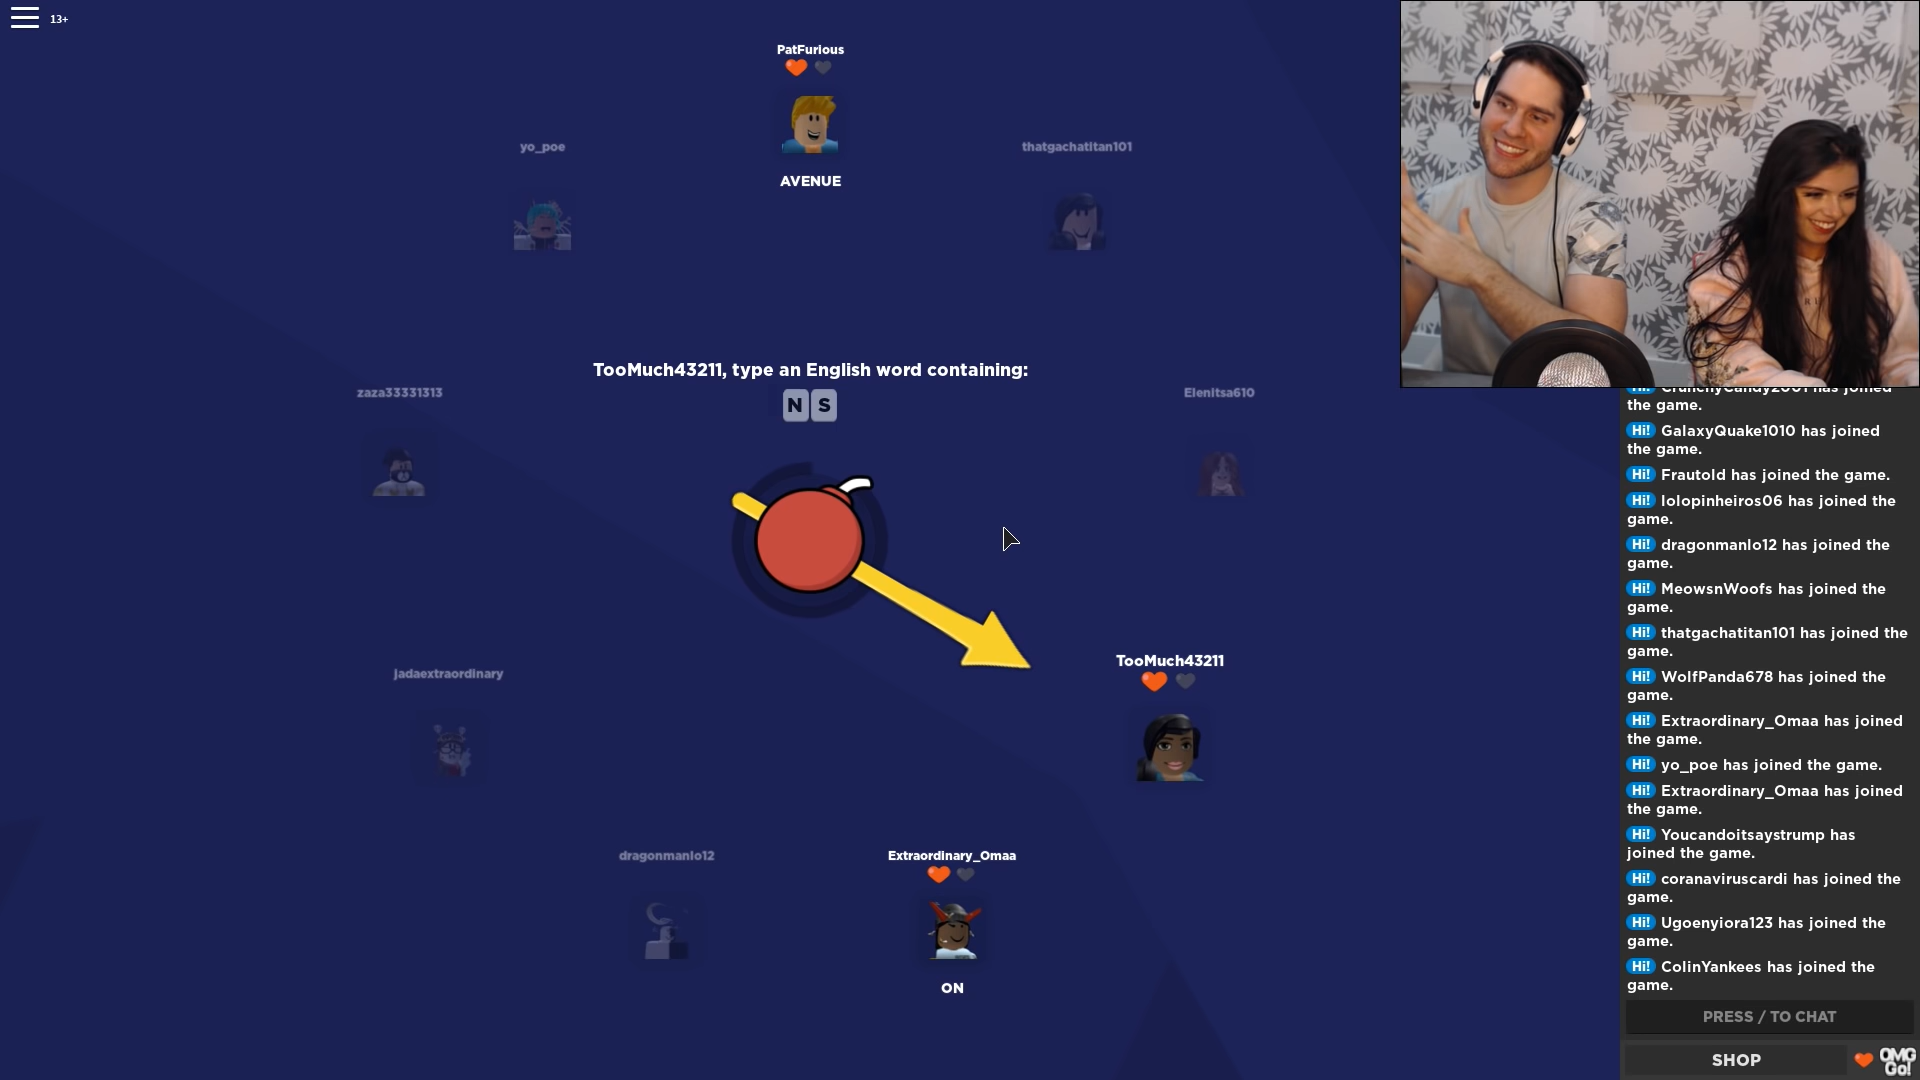 13+
PatFurious
AVENUE
yo_poe
thatgachatitan101
TooMuch43211, type an English word containing:
N S
zaza33331313
Elenitsa610
jadaextraordinary
TooMuch43211
dragonmanlo12
Extraordinary_Omaa
ON
the game.
Hi! GalaxyQuake1010 has joined
the game.
Hi! Frautold has joined the game.
Hi! lolopinheiros06 has joined the
game.
Hi! dragonmanlo12 has joined the
game.
Hi! MeowsnWoofs has joined the
game.
Hi! thatgachatitan101 has joined the
game.
Hi! WolfPanda678 has joined the
game.
Hi! Extraordinary_Omaa has joined
the game.
Hi! yo_poe has joined the game.
Hi! Extraordinary_Omaa has joined
the game.
Hi! Youcandoitsaystrump has
joined the game.
Hi! coranaviruscardi has joined the
game.
Hi! Ugoenyiora123 has joined the
game.
Hi! ColinYankees has joined the
game.
PRESS / TO CHAT
SHOP
OMG
Go!